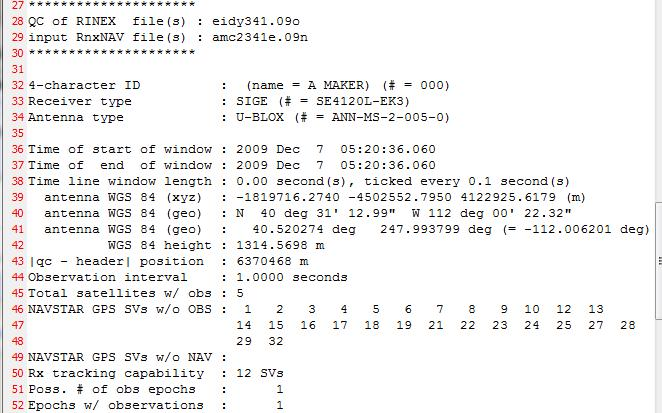 27 *********************
28 QC of RINEX  file(s) : eidy341.09o
29 input RnxNAV file(s) : amc2341e.09n
30 *********************
31
32 4-character ID          :  (name = A MAKER) (# = 000)
33 Receiver type           : SIGE (# = SE4120L-EK3)
34 Antenna type            : U-BLOX (# = ANN-MS-2-005-0)
35
36 Time of start of window : 2009 Dec  7  05:20:36.060
37 Time of  end  of window : 2009 Dec  7  05:20:36.060
38 Time line window length : 0.00 second(s), ticked every 0.1 second(s)
39   antenna WGS 84 (xyz)  : -1819716.2740 -4502552.7950 4122925.6179 (m)
40   antenna WGS 84 (geo)  : N  40 deg 31' 12.99"  W 112 deg 00' 22.32"
41   antenna WGS 84 (geo)  :   40.520274 deg   247.993799 deg (= -112.006201 deg)
42           WGS 84 height : 1314.5698 m
43 |qc - header| position  : 6370468 m
44 Observation interval    : 1.0000 seconds
45 Total satellites w/ obs : 5
46 NAVSTAR GPS SVs w/o OBS :  1   2   3   4   5   6   7   8   9  10  12  13
47                           14  15  16  17  18  19  21  22  23  24  25  27  28
48                           29  32
49 NAVSTAR GPS SVs w/o NAV :
50 Rx tracking capability  : 12 SVs
51 Poss. # of obs epochs   :      1
52 Epochs w/ observations  :      1